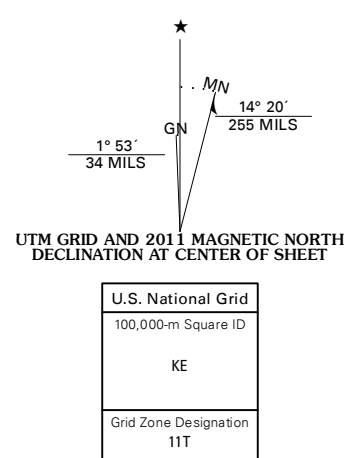 ★
MN
14° 20´
255 MILS
GN
1° 53´
34 MILS
UTM GRID AND 2011 MAGNETIC NORTH
DECLINATION AT CENTER OF SHEET
U.S. National Grid
100,000-m Square ID
KE
Grid Zone Designation
11T